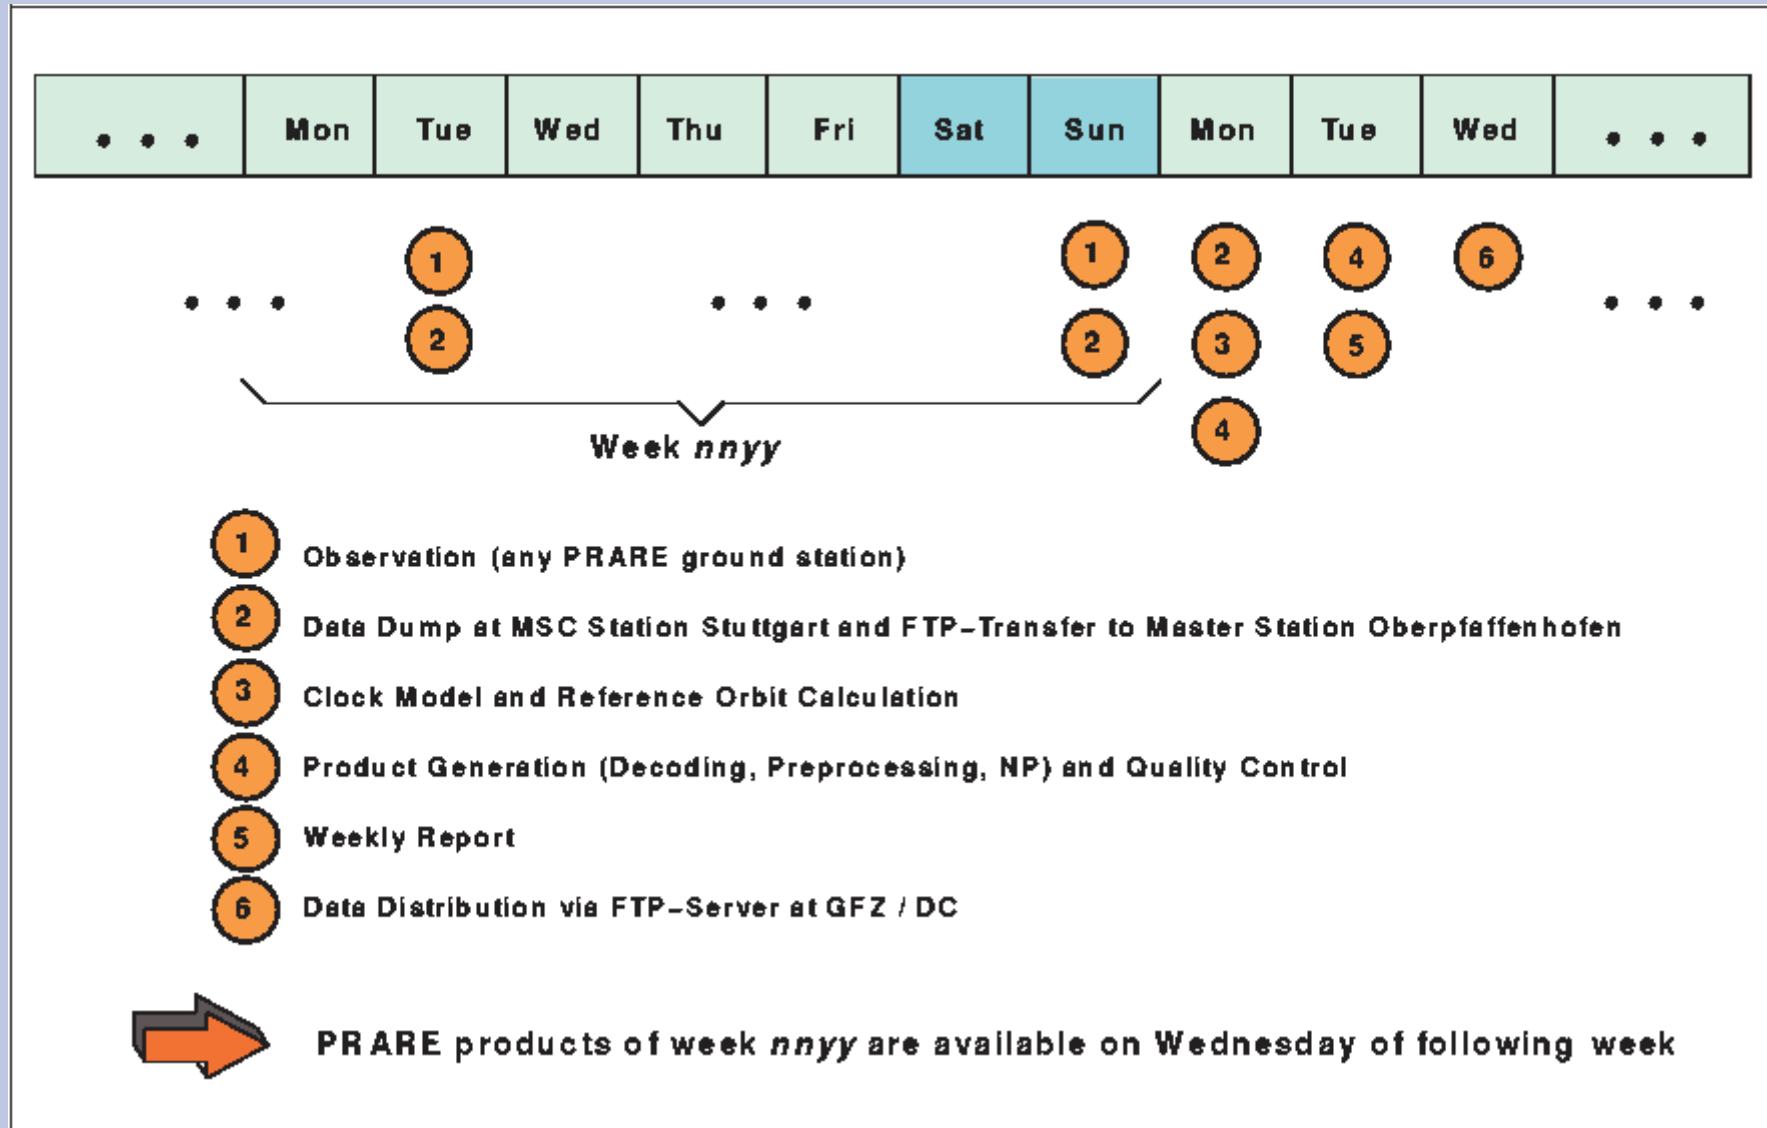 . . . Mon Tue Wed Thu Fri Sat Sun Mon Tue Wed . . .
1 1 2 4 6
. . . . . . . . .
2 2 3 5
4
Week nnyy
1 Observation (any PRARE ground station)
2 Data Dump at MSC Station Stuttgart and FTP-Transfer to Master Station Oberpfaffenhofen
3 Clock Model and Reference Orbit Calculation
4 Product Generation (Decoding, Preprocessing, NP) and Quality Control
5 Weekly Report
6 Data Distribution via FTP-Server at GFZ / DC
PRARE products of week nnyy are available on Wednesday of following week